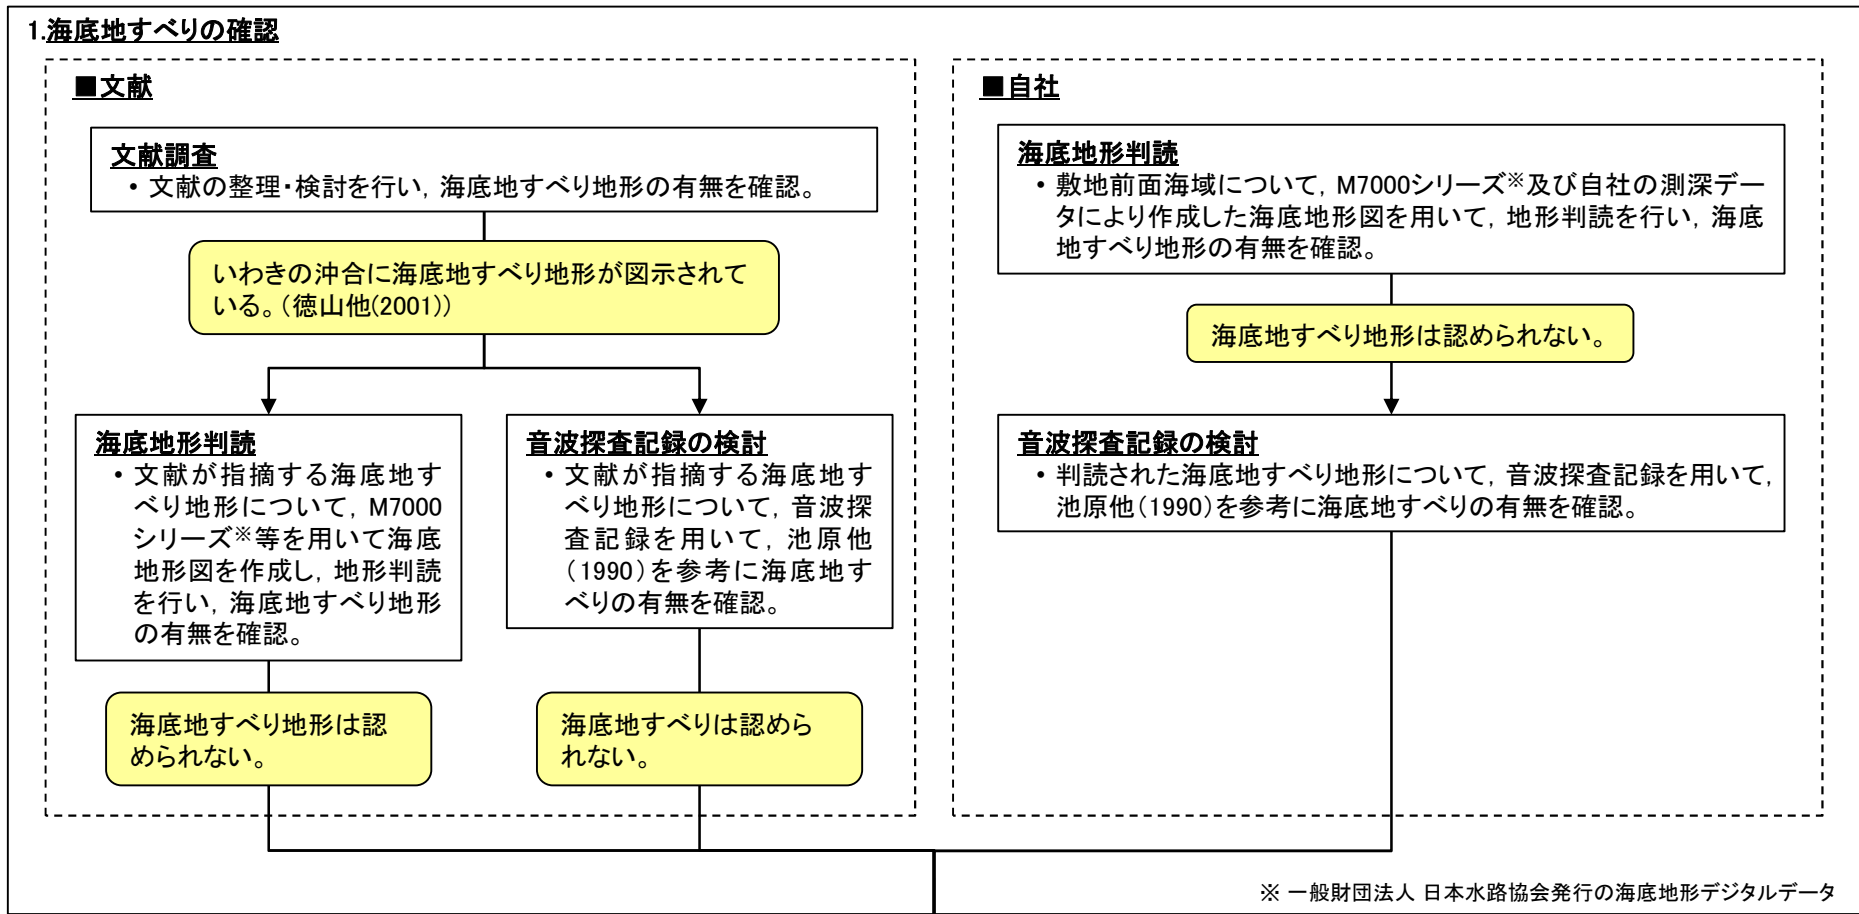 1.海底地すべりの確認
■文献
文献調査
• 文献の整理・検討を行い，海底地すべり地形の有無を確認。
いわきの沖合に海底地すべり地形が図示されて
いる。（徳山他(2001)）
海底地形判読
• 文献が指摘する海底地す
べり地形について，M7000
シリーズ※等を用いて海底
地形図を作成し，地形判読
を行い，海底地すべり地形
の有無を確認。
海底地すべり地形は認
められない。
音波探査記録の検討
• 文献が指摘する海底地す
べり地形について，音波探
査記録を用いて，池原他
（1990）を参考に海底地す
べりの有無を確認。
海底地すべりは認めら
れない。
■自社
海底地形判読
• 敷地前面海域について，M7000シリーズ※及び自社の測深デー
タにより作成した海底地形図を用いて，地形判読を行い，海底
地すべり地形の有無を確認。
海底地すべり地形は認められない。
音波探査記録の検討
• 判読された海底地すべり地形について，音波探査記録を用いて，
池原他（1990）を参考に海底地すべりの有無を確認。
※ 一般財団法人 日本水路協会発行の海底地形デジタルデータ